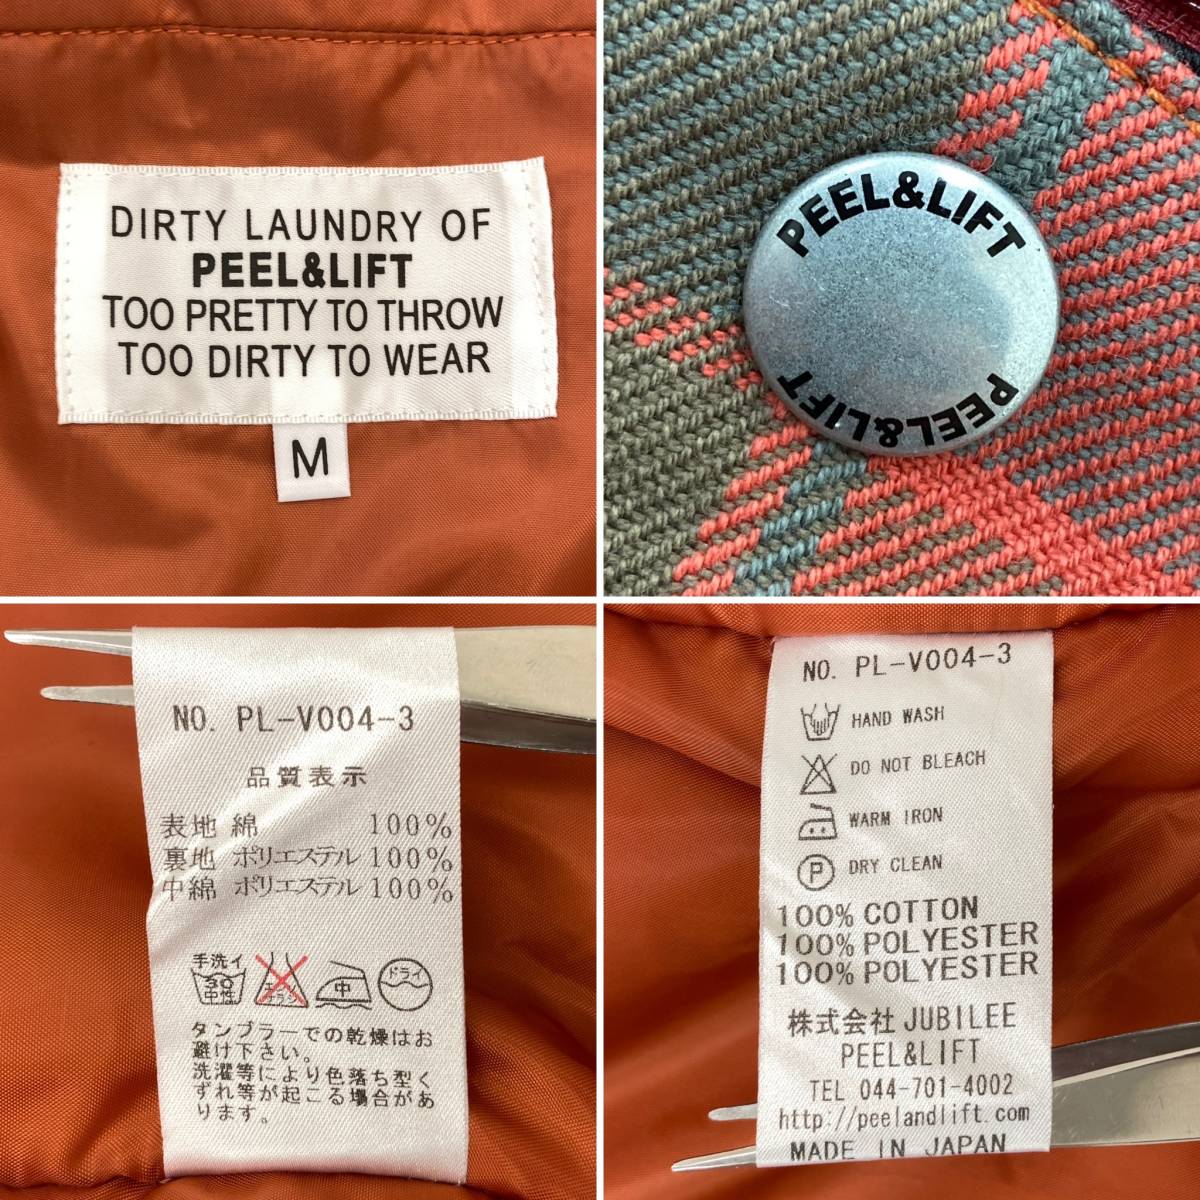 DIRTY LAUNDRY OF
PEEL&LIFT
TOO PRETTY TO THROW
TOO DIRTY TO WEAR
M
PEEL&LIFT
PEEL&LIFT
NO. PL-V004-3
品質表示
表地 綿 100%
裏地 ポリエステル 100%
中綿 ポリエステル 100%
手洗イ
30
中性
エンソ
サラシ
中
ドライ
タンブラーでの乾燥はお
避け下さい。
洗濯等により色落ち型く
ずれ等が起こる場合があ
ります。
NO. PL-V004-3
HAND WASH
DO NOT BLEACH
WARM IRON
P DRY CLEAN
100% COTTON
100% POLYESTER
100% POLYESTER
株式会社 JUBILEE
PEEL&LIFT
TEL 044-701-4002
http://peelandlift.com
MADE IN JAPAN